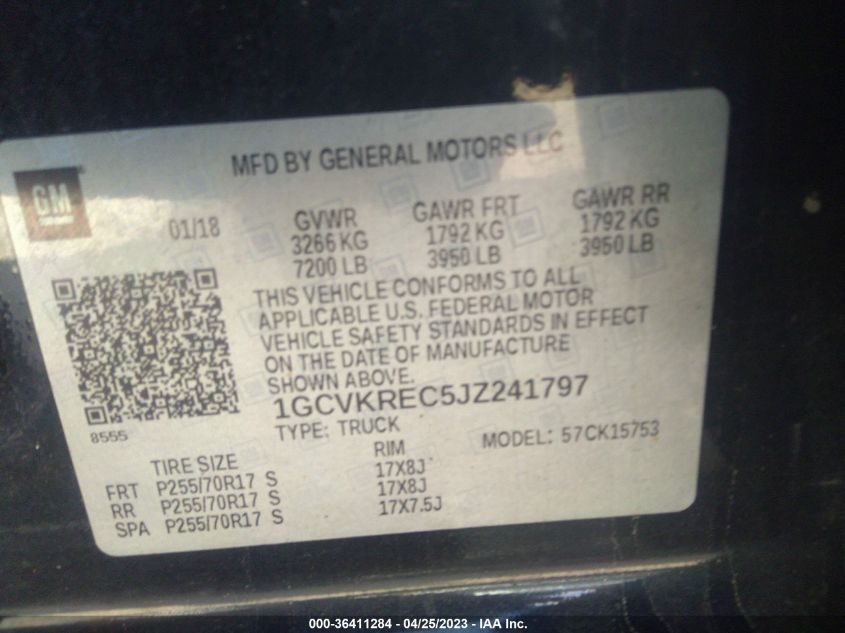 MFD BY GENERAL MOTORS LLC
GM
01/18
GVWR GAWR FRT GAWR RR
3266 KG 1792 KG 1792 KG
7200 LB 3950 LB 3950 LB
THIS VEHICLE CONFORMS TO ALL
APPLICABLE U.S. FEDERAL MOTOR
VEHICLE SAFETY STANDARDS IN EFFECT
ON THE DATE OF MANUFACTURE
SHOWN ABOVE.
1GCVKREC5JZ241797
8555
TYPE: TRUCK MODEL: 57CK15753
TIRE SIZE RIM
FRT P255/70R17 S 17X8J
RR P255/70R17 S 17X8J
SPA P255/70R17 S 17X7.5J
000-36411284 - 04/25/2023 - IAA Inc.